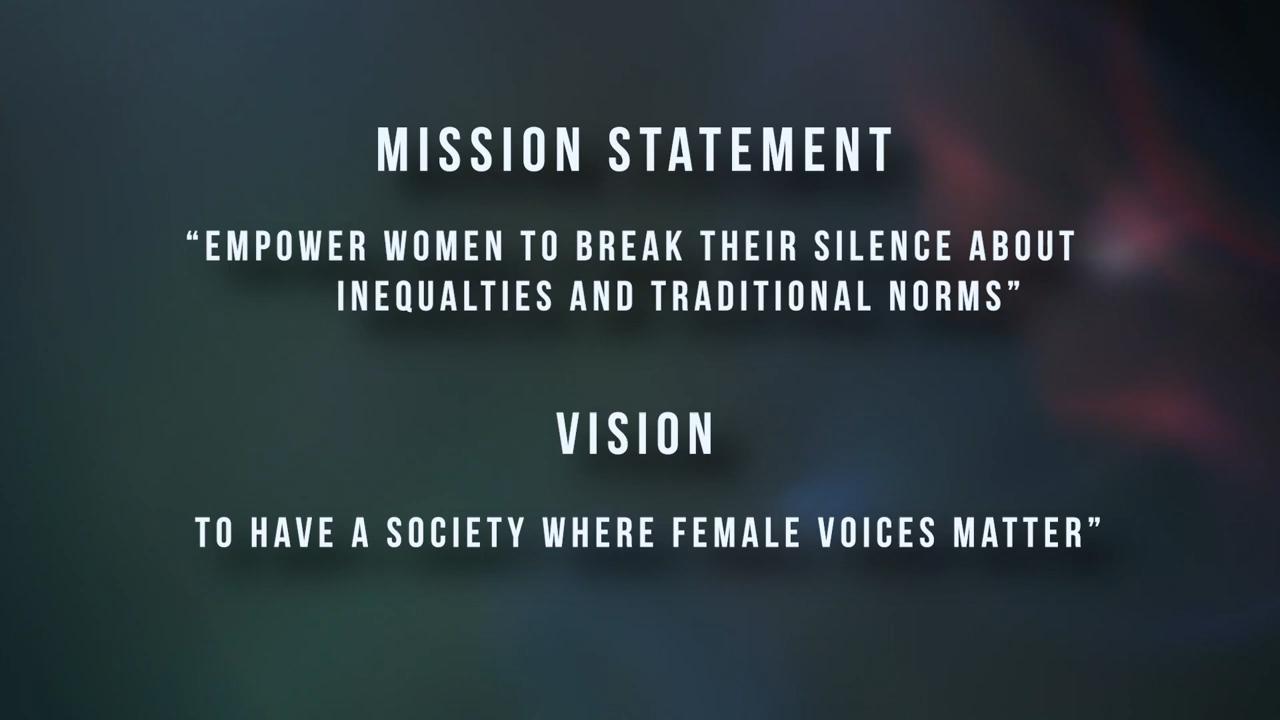 MISSION STATEMENT
“EMPOWER WOMEN TO BREAK THEIR SILENCE ABOUT
INEQUALTIES AND TRADITIONAL NORMS”
VISION
TO HAVE A SOCIETY WHERE FEMALE VOICES MATTER”